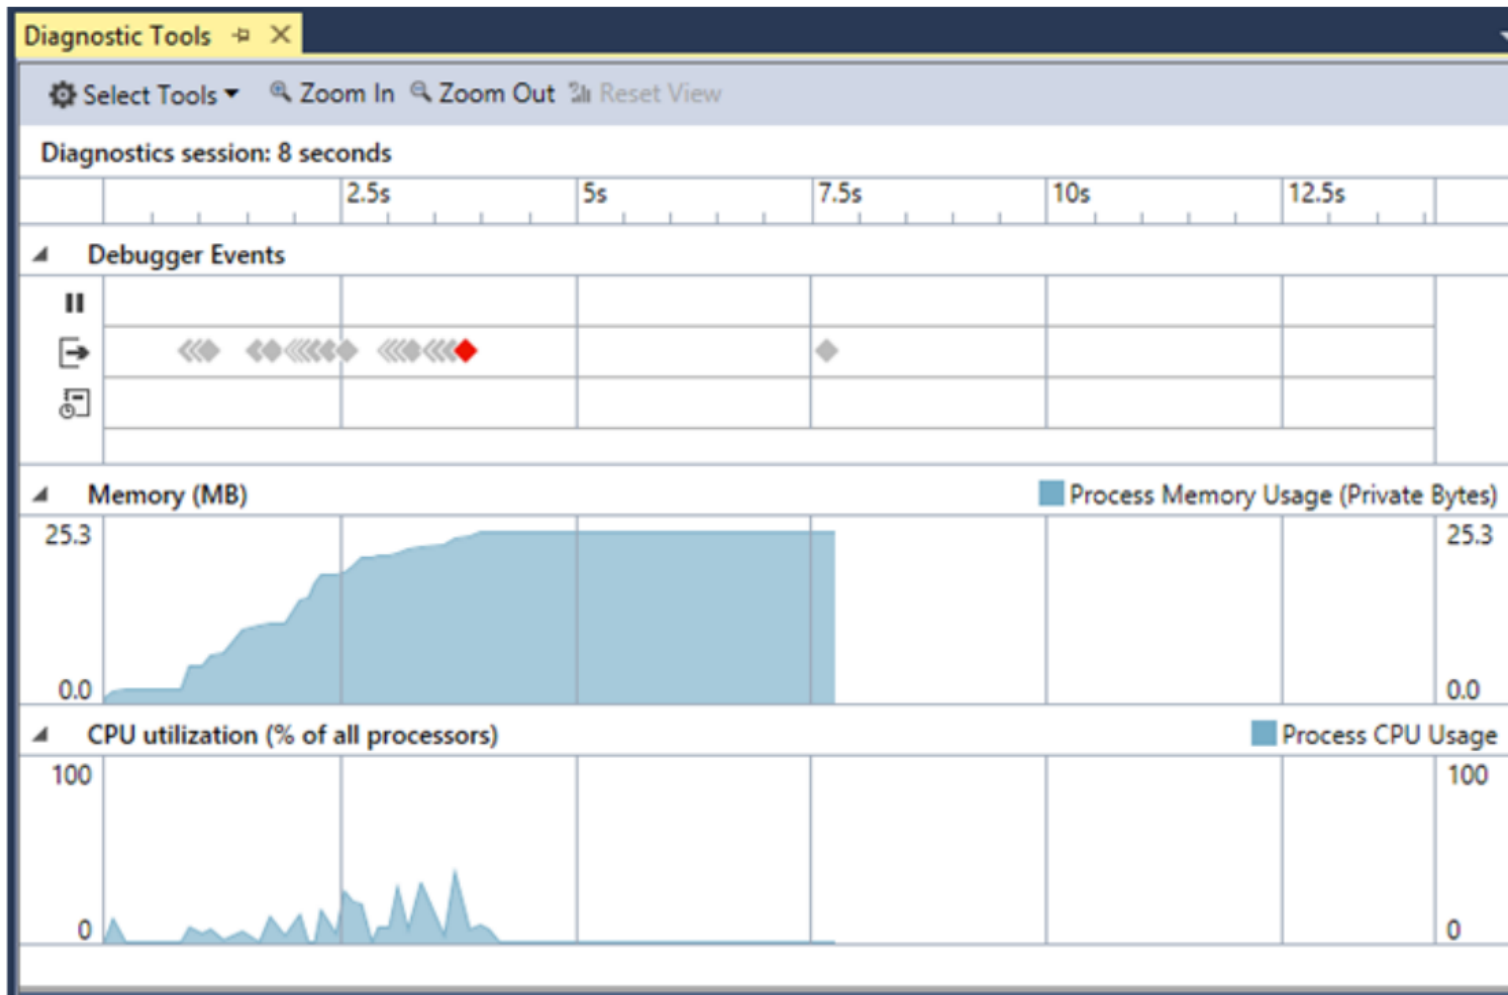 Diagnostic Tools
Select Tools Zoom In Zoom Out Reset View
Diagnostics session: 8 seconds
2.5s 5s 7.5s 10s 12.5s
Debugger Events
Memory (MB) Process Memory Usage (Private Bytes)
25.3 25.3
0.0 0.0
CPU utilization (% of all processors) Process CPU Usage
100 100
0 0